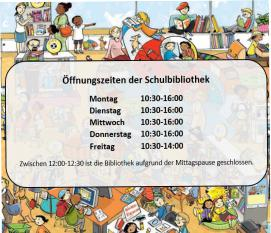 Öffnungszeiten der Schulbibliothek
Montag 10:30-16:00
Dienstag 10:30-16:00
Mittwoch 10:30-16:00
Donnerstag 10:30-16:00
Freitag 10:30-14:00
Zwischen 12:00-12:30 ist die Bibliothek aufgrund der Mittagspause geschlossen.